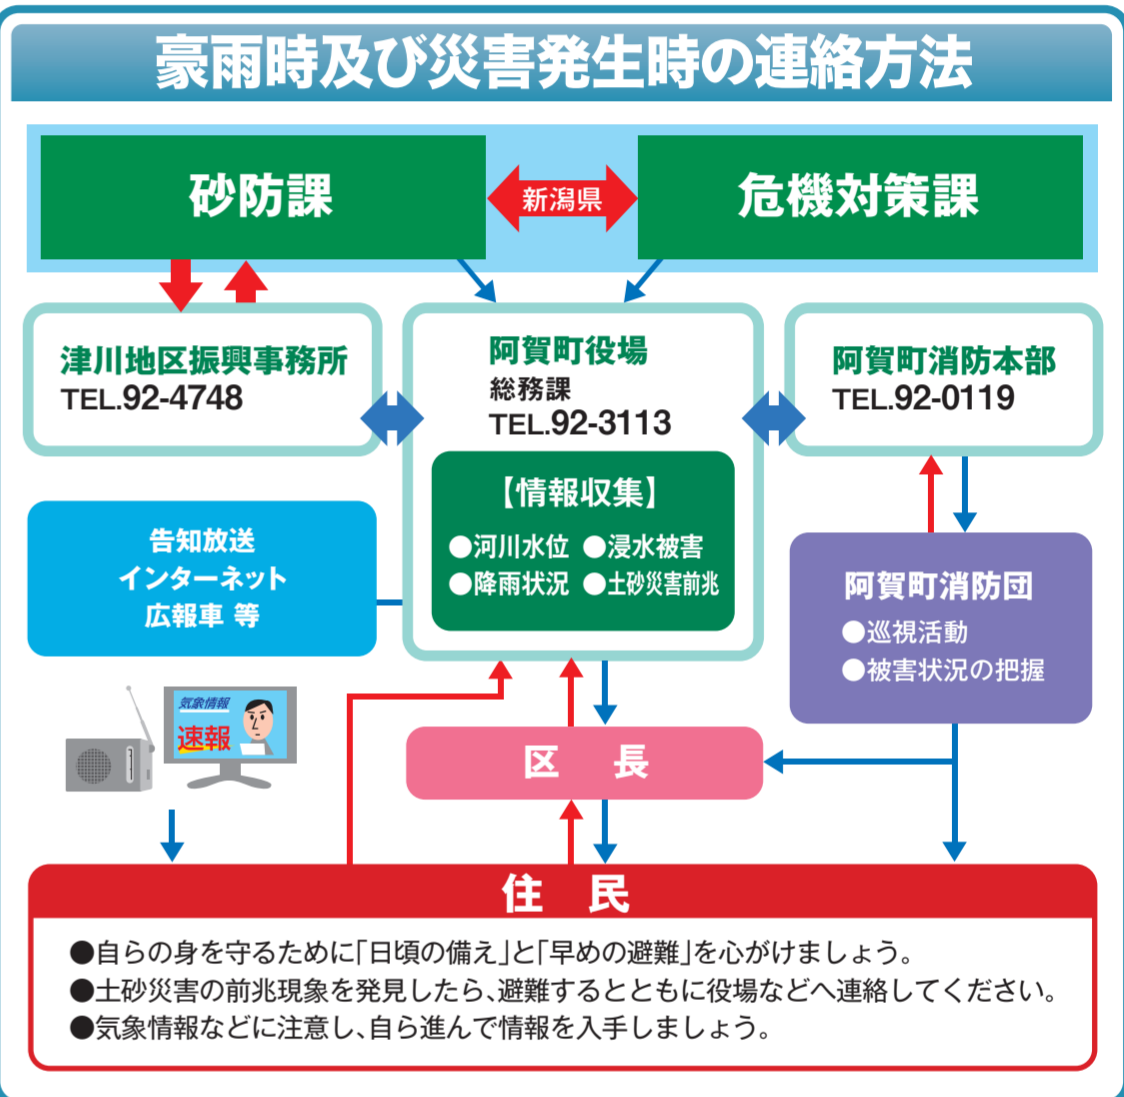 豪雨時及び災害発生時の連絡方法
砂防課
新潟県
危機対策課
津川地区振興事務所
TEL.92-4748
阿賀町役場
総務課
TEL.92-3113
【情報収集】
●河川水位 ●浸水被害
●降雨状況 ●土砂災害前兆
阿賀町消防本部
TEL.92-0119
告知放送
インターネット
広報車 等
阿賀町消防団
●巡視活動
●被害状況の把握
気象情報
速報
区 長
住 民
●自らの身を守るために「日頃の備え」と「早めの避難」を心がけましょう。
●土砂災害の前兆現象を発見したら、避難するとともに役場などへ連絡してください。
●気象情報などに注意し、自ら進んで情報を入手しましょう。